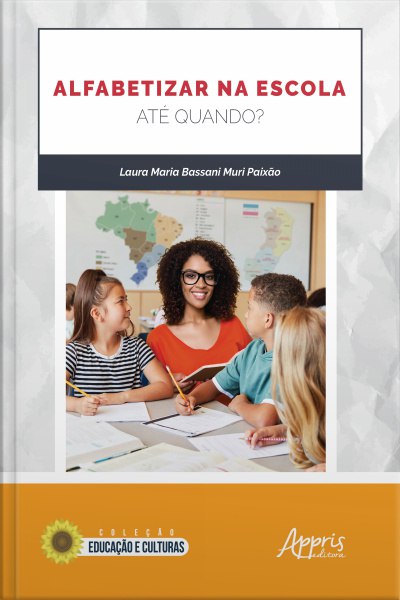 ALFABETIZAR NA ESCOLA
ATÉ QUANDO?
Laura Maria Bassani Muri Paixão
COLEÇÃO
EDUCAÇÃO E CULTURAS
Appris
editora